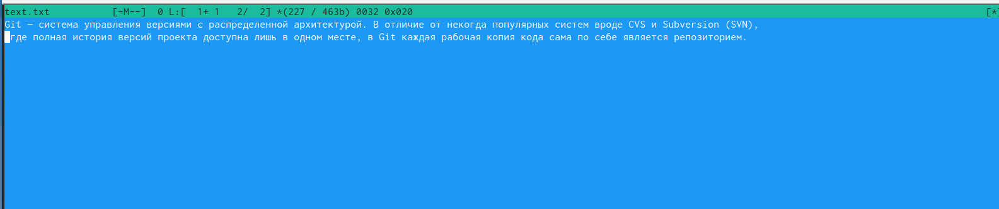 text.txt [-M--] 0 L:[ 1+ 1 2/ 2] *(227 / 463b) 0032 0x020 [*]
Git – система управления версиями с распределенной архитектурой. В отличие от некогда популярных систем вроде CVS и Subversion (SVN),
где полная история версий проекта доступна лишь в одном месте, в Git каждая рабочая копия кода сама по себе является репозиторием.